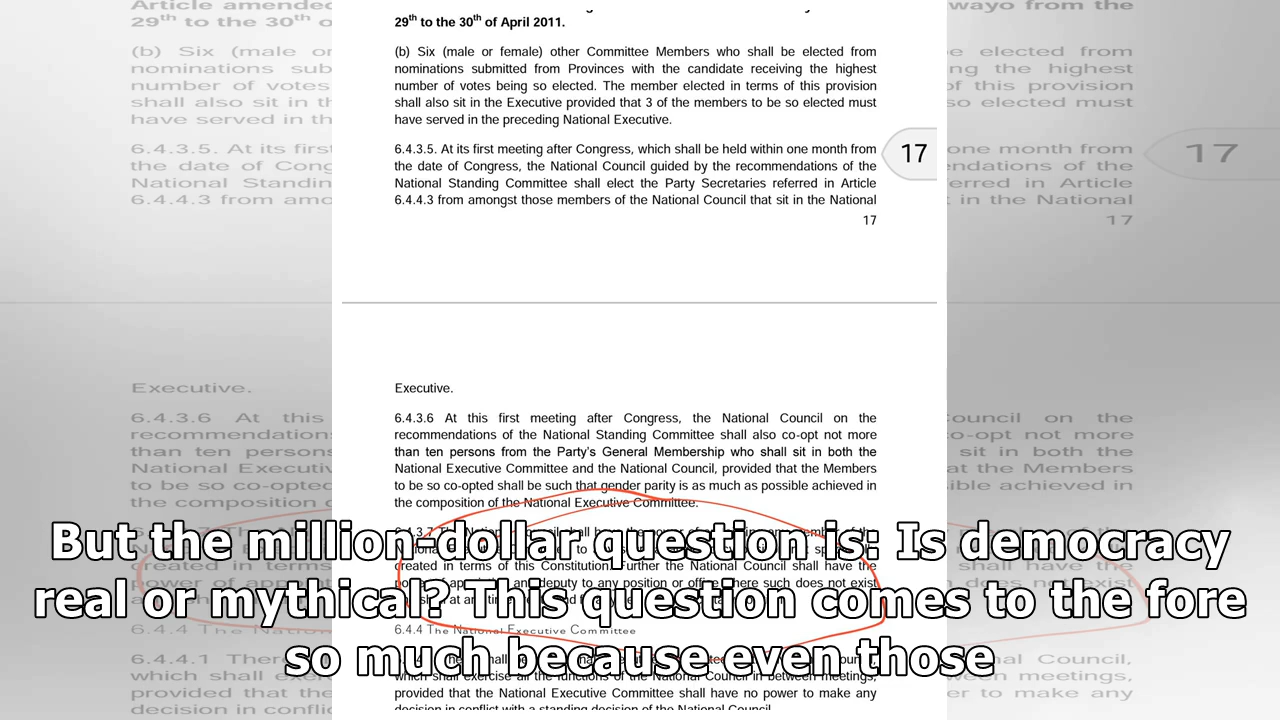 29th to the 30th of April 2011.
(b) Six (male or female) other Committee Members who shall be elected from
nominations submitted from Provinces with the candidate receiving the highest
number of votes being so elected. The member elected in terms of this provision
shall also sit in the Executive provided that 3 of the members to be so elected must
have served in the preceding National Executive.
6.4.3.5. At its first meeting after Congress, which shall be held within one month from
the date of Congress, the National Council guided by the recommendations of the
National Standing Committee shall elect the Party Secretaries referred in Article
6.4.4.3 from amongst those members of the National Council that sit in the National
17
17
Executive.
6.4.3.6 At this first meeting after Congress, the National Council on the
recommendations of the National Standing Committee shall also co-opt not more
than ten persons from the Party's General Membership who shall sit in both the
National Executive Committee and the National Council, provided that the Members
to be so co-opted shall be such that gender parity is as much as possible achieved in
the composition of the National Executive Committee.
created in terms of this Constitution. Further the National Council shall have the
6.4.4 The National Executive Committee
which shall exercise all the functions of the National Council in between meetings,
provided that the National Executive Committee shall have no power to make any
decision in conflict with a standing decision of the National Council.
But the million-dollar question is: Is democracy
real or mythical? This question comes to the fore
so much because even those